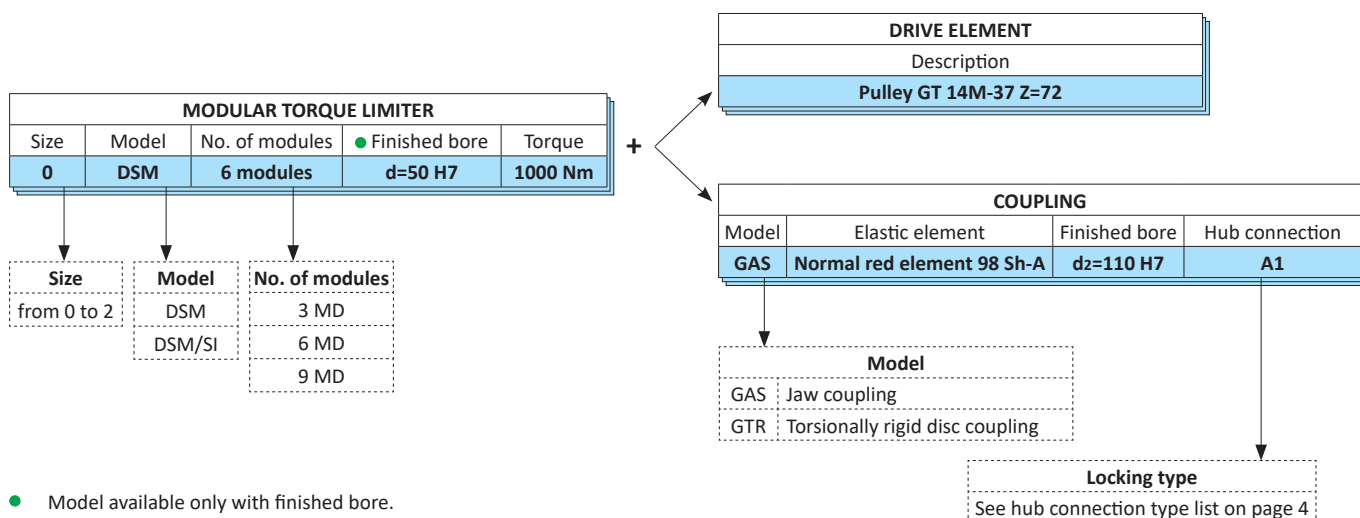 DRIVE ELEMENT
Description
Pulley GT 14M-37 Z=72
MODULAR TORQUE LIMITER
Size Model No. of modules ● Finished bore Torque
0 DSM 6 modules d=50 H7 1000 Nm
+
COUPLING
Model Elastic element Finished bore Hub connection
GAS Normal red element 98 Sh-A d2=110 H7 A1
Size
from 0 to 2
Model
DSM
DSM/SI
No. of modules
3 MD
6 MD
9 MD
Model
GAS Jaw coupling
GTR Torsionally rigid disc coupling
Locking type
See hub connection type list on page 4
● Model available only with finished bore.